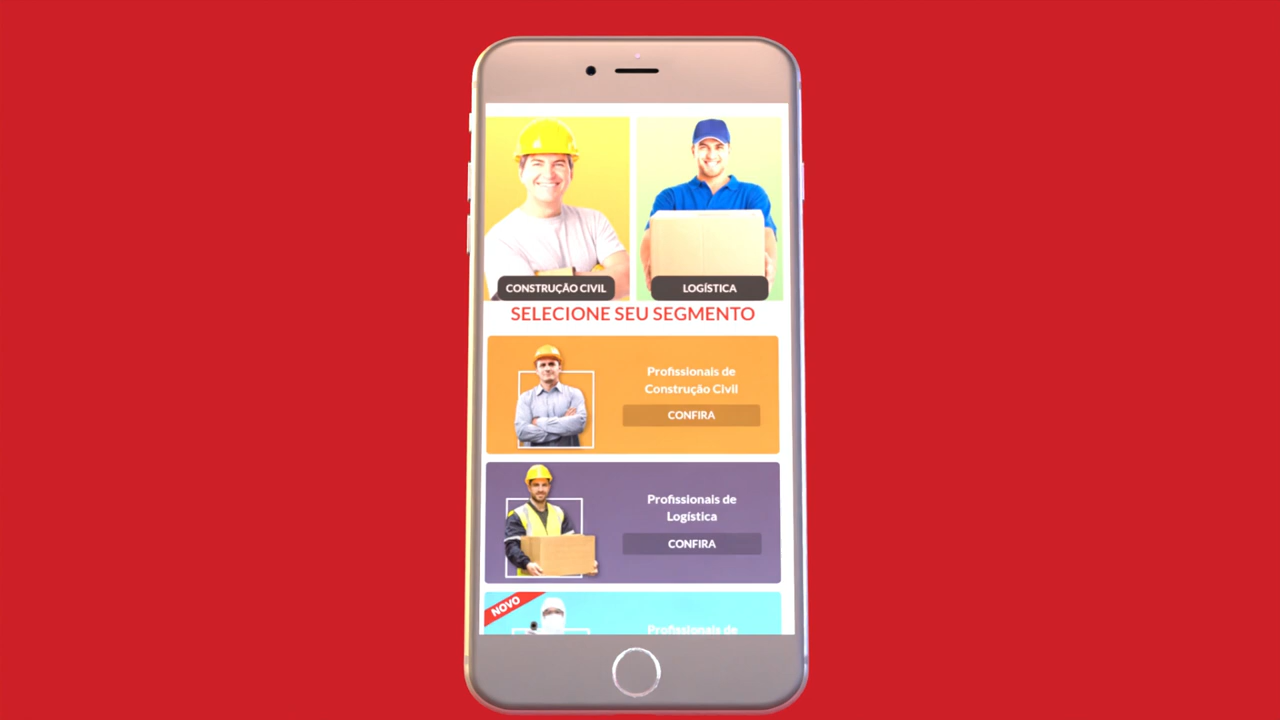 CONSTRUÇÃO CIVIL
LOGÍSTICA
SELECIONE SEU SEGMENTO
Profissionais de
Construção Civil
CONFIRA
Profissionais de
Logística
CONFIRA
NOVO
Profissionais de